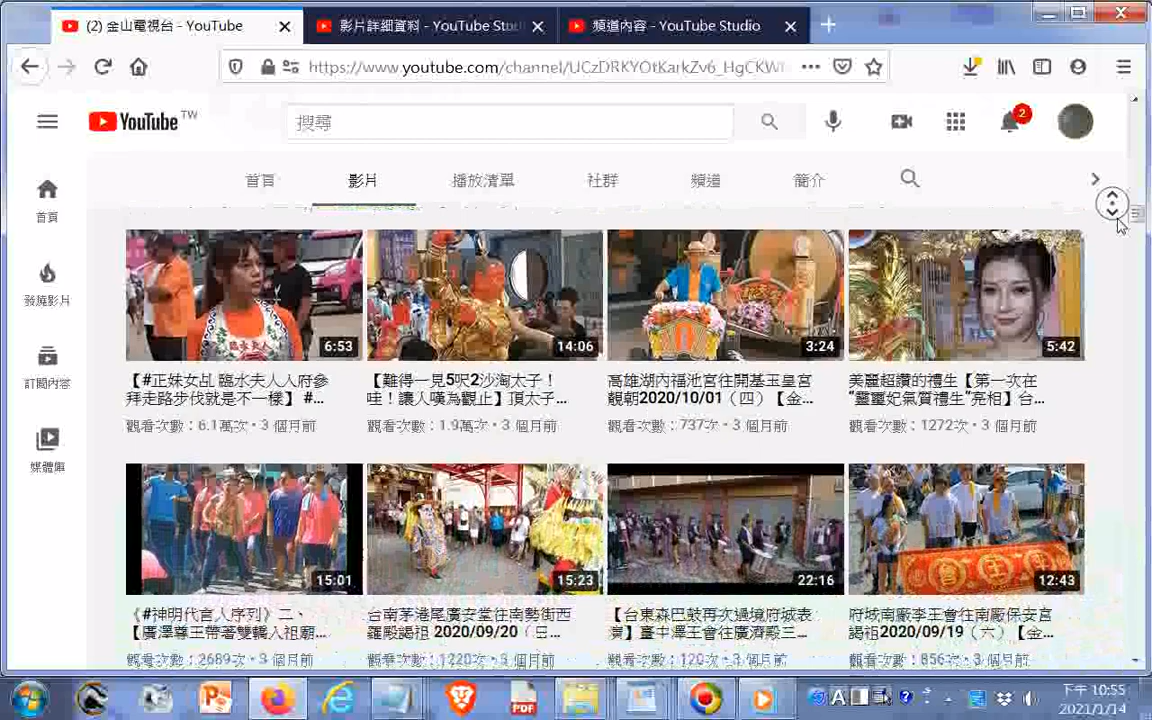 (2) 金山電視台 - YouTube
影片詳細資料 - YouTube Stu
頻道內容 - YouTube Studio
https://www.youtube.com/channel/UCzDRKYOtKarkZv6_HgCKW
YouTube TW
搜尋
2
首頁 影片 播放清單 社群 頻道 簡介
首頁
發燒影片
訂閱內容
媒體庫
6:53
14:06
3:24
5:42
【#正妹女乩 臨水夫人入府參
拜走路步伐就是不一樣】 #...
觀看次數：6.1萬次 • 3 個月前
【難得一見5呎2沙淘太子！
哇！讓人嘆為觀止】頂太子...
觀看次數：1.9萬次 • 3 個月前
高雄湖內福池宮往開基玉皇宮
觀朝2020/10/01（四）【金...
觀看次數：737次 • 3 個月前
美麗超讚的禮生【第一次在
“靈寵妃氣質禮生”亮相】台...
觀看次數：1272次 • 3 個月前
15:01
15:23
22:16
12:43
《#神明代言人序列》二、
【廣澤尊王帶著雙轎入祖廟...
觀看次數：2689次 • 3 個月前
台南茅港尾廣安堂往南勢街西
羅殿謁祖 2020/09/20（日...
觀看次數：1220次 • 3 個月前
【台東森巴鼓再次過境府城表
演】臺中澤王會往廣濟殿三...
觀看次數：120次 • 3 個月前
府城南廠李王會往南廠保安宮
謁祖2020/09/19（六）【金...
觀看次數：856次 • 3 個月前
下午 10:55
2021/1/14